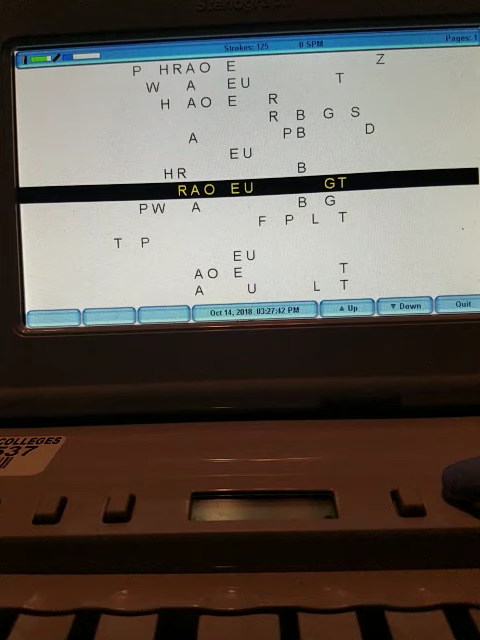 Stenograph
Strokes: 125 0 SPM Pages: 1
P HRAO E Z
W A EU T
H AO E R
R B G S
A PB D
EU
HR B
RAO EU GT
PW A B G
F P L T
T P
EU
AO E T
A U L T
Oct 14, 2018 03:27:42 PM ▲ Up ▼ Down Quit
COLLEGES
537